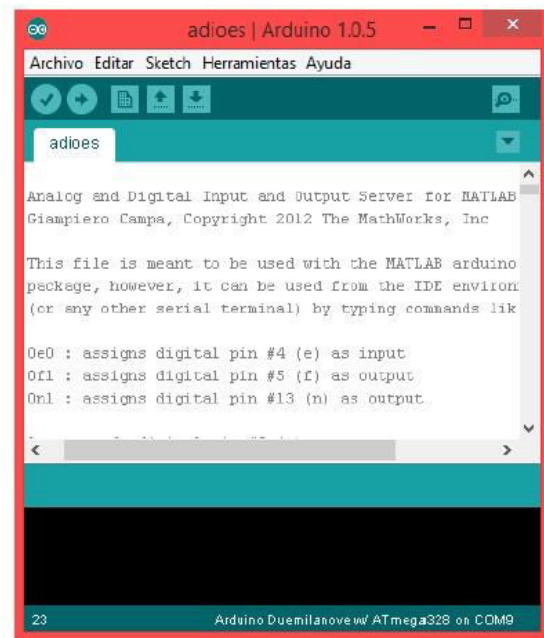 adioes | Arduino 1.0.5
Archivo Editar Sketch Herramientas Ayuda
adioes
Analog and Digital Input and Output Server for MATLAB
Giampiero Campa, Copyright 2012 The MathWorks, Inc
This file is meant to be used with the MATLAB arduino
package, however, it can be used from the IDE environ
(or any other serial terminal) by typing commands lik
0e0 : assigns digital pin #4 (e) as input
0f1 : assigns digital pin #5 (f) as output
0n1 : assigns digital pin #13 (n) as output
23 Arduino Duemilanove w/ ATmega328 on COM9